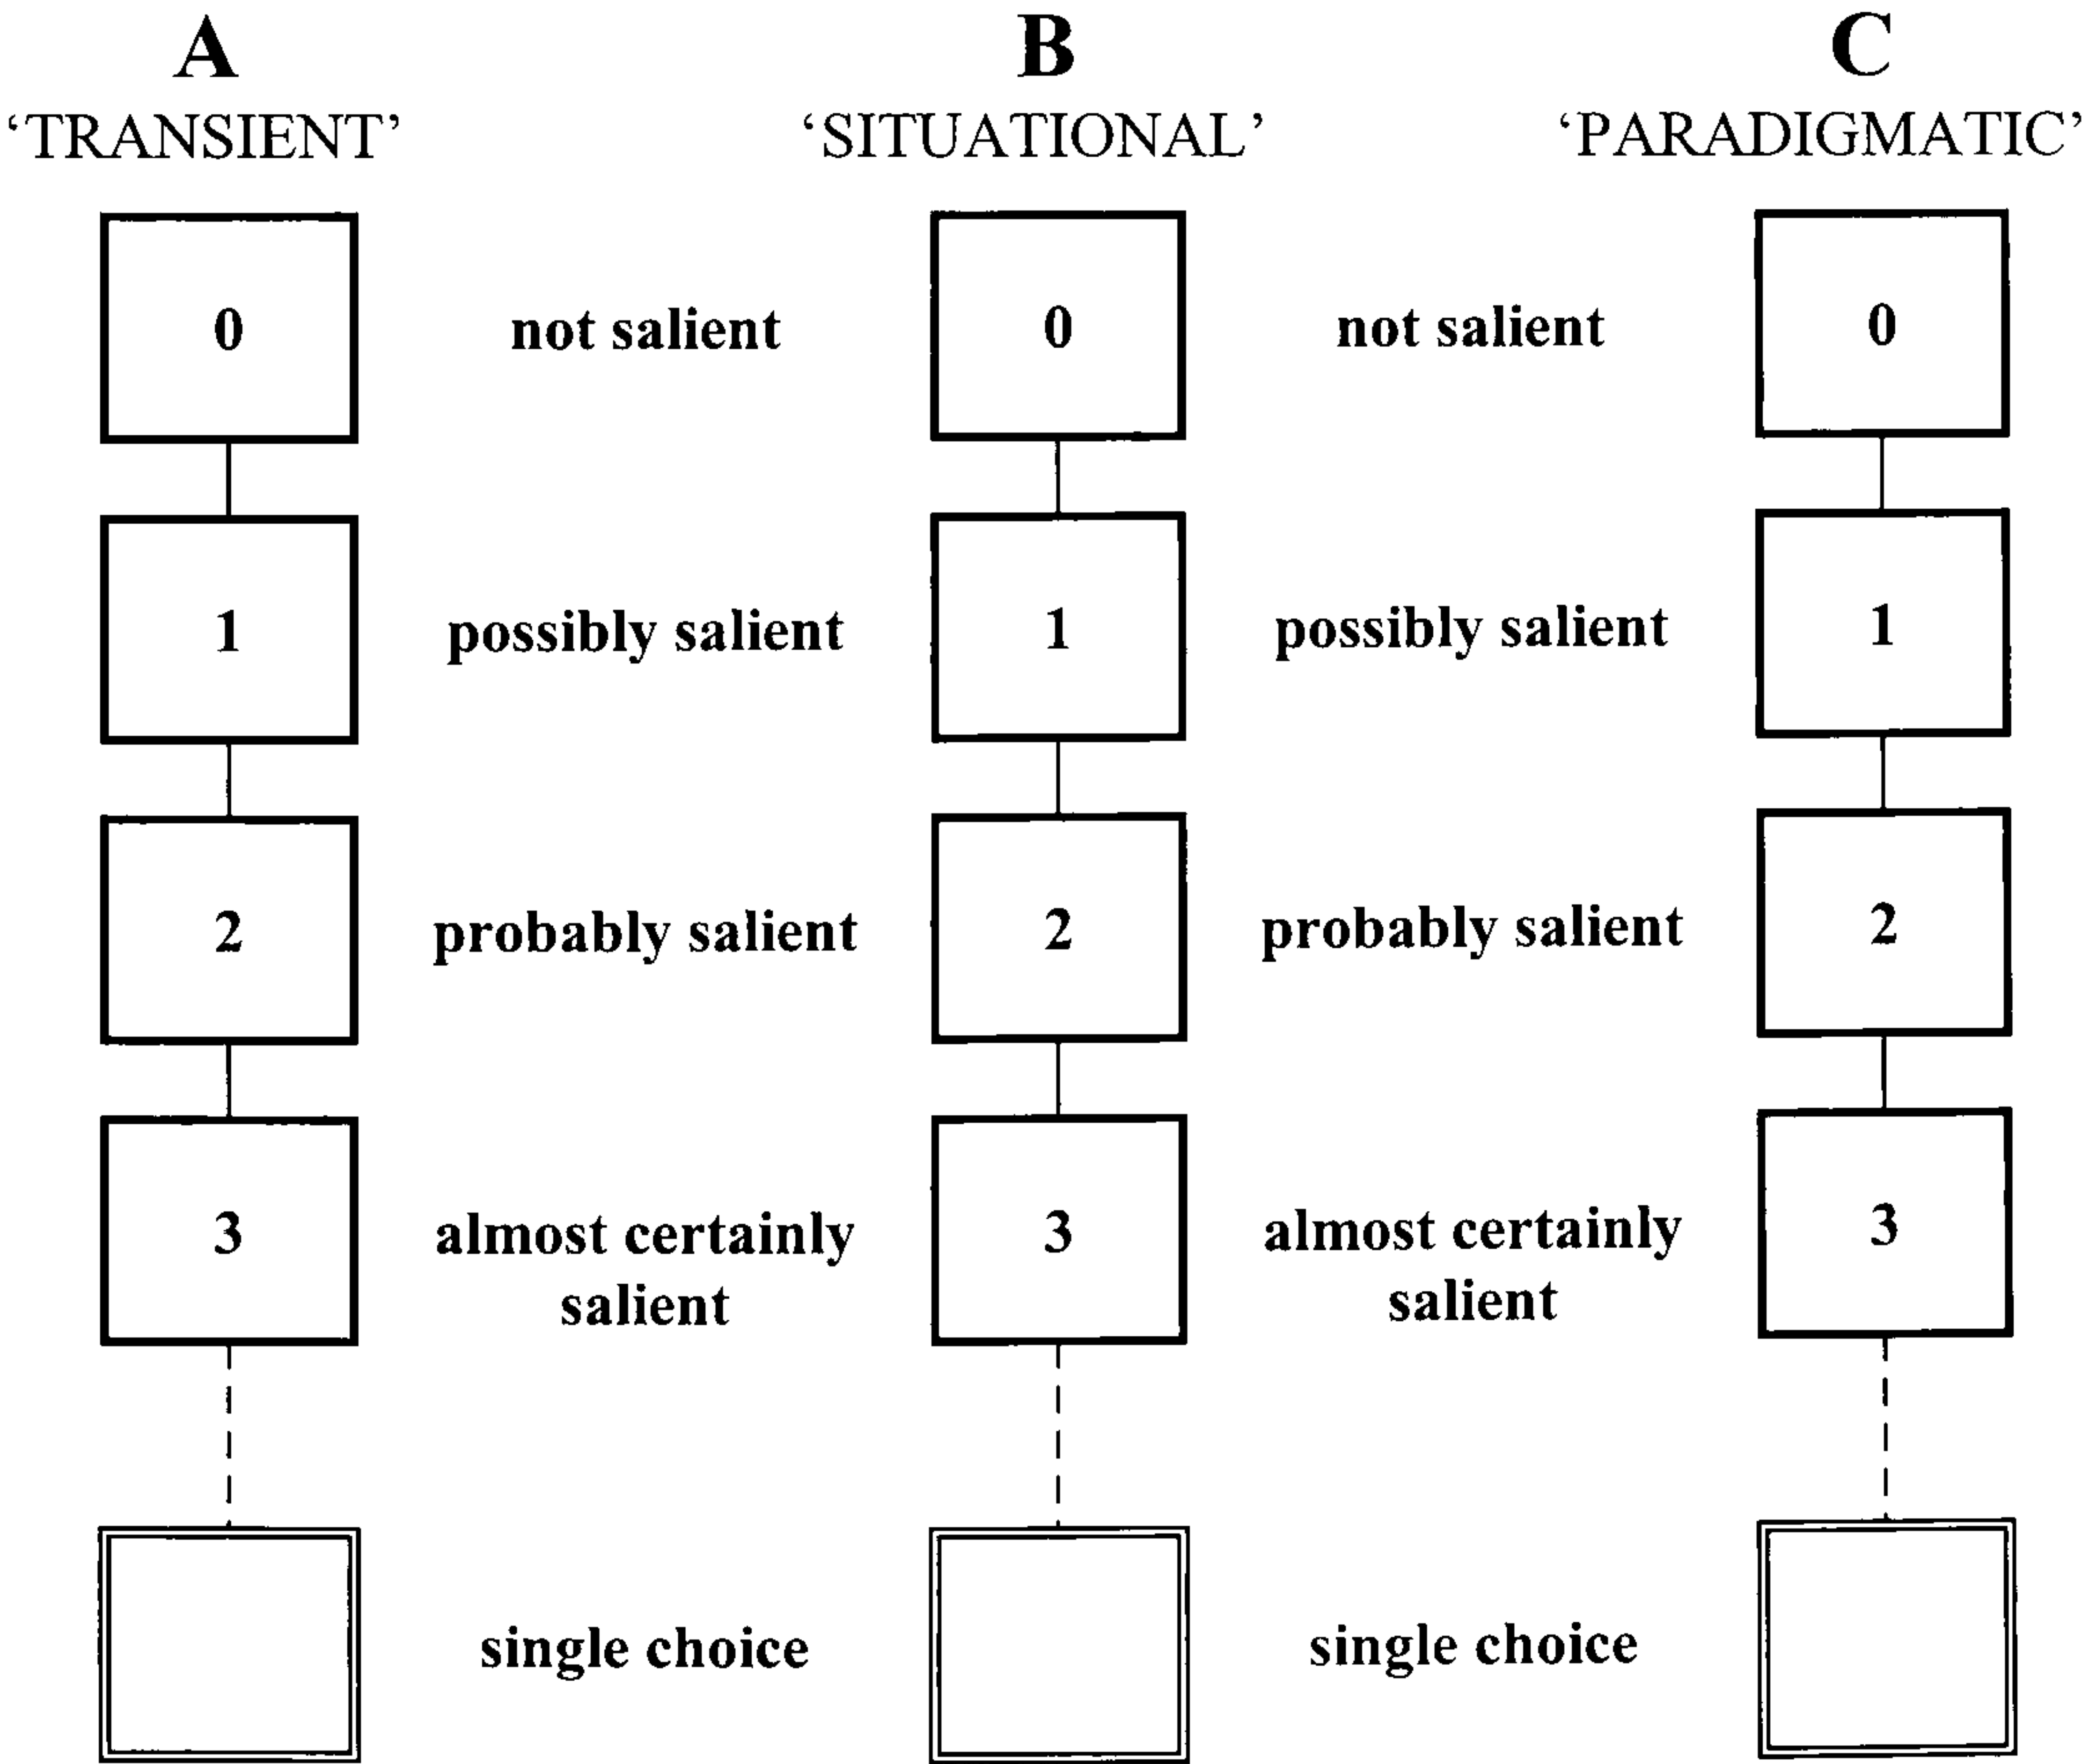 A B C
‘TRANSIENT’ ‘SITUATIONAL’ ‘PARADIGMATIC’
0 not salient 0 not salient 0
1 possibly salient 1 possibly salient 1
2 probably salient 2 probably salient 2
3 almost certainly 3 almost certainly 3
salient salient
single choice single choice